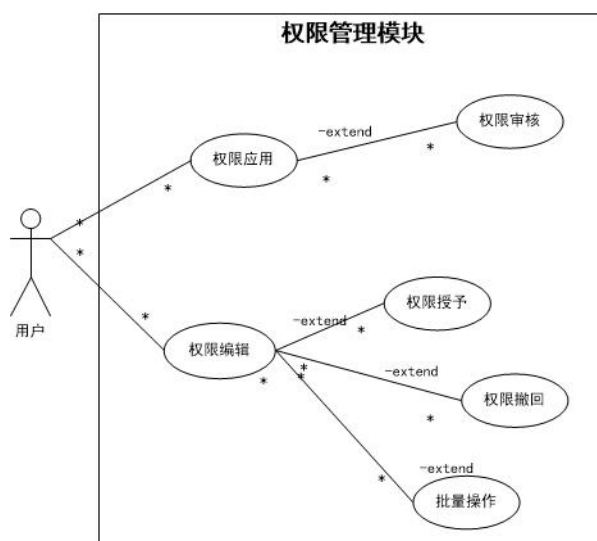 权限管理模块
权限审核
-extend
权限应用
*
*
*
*
用户
*
*
权限授予
-extend
*
权限编辑
*
*
*
-extend
权限撤回
*
-extend
*
批量操作